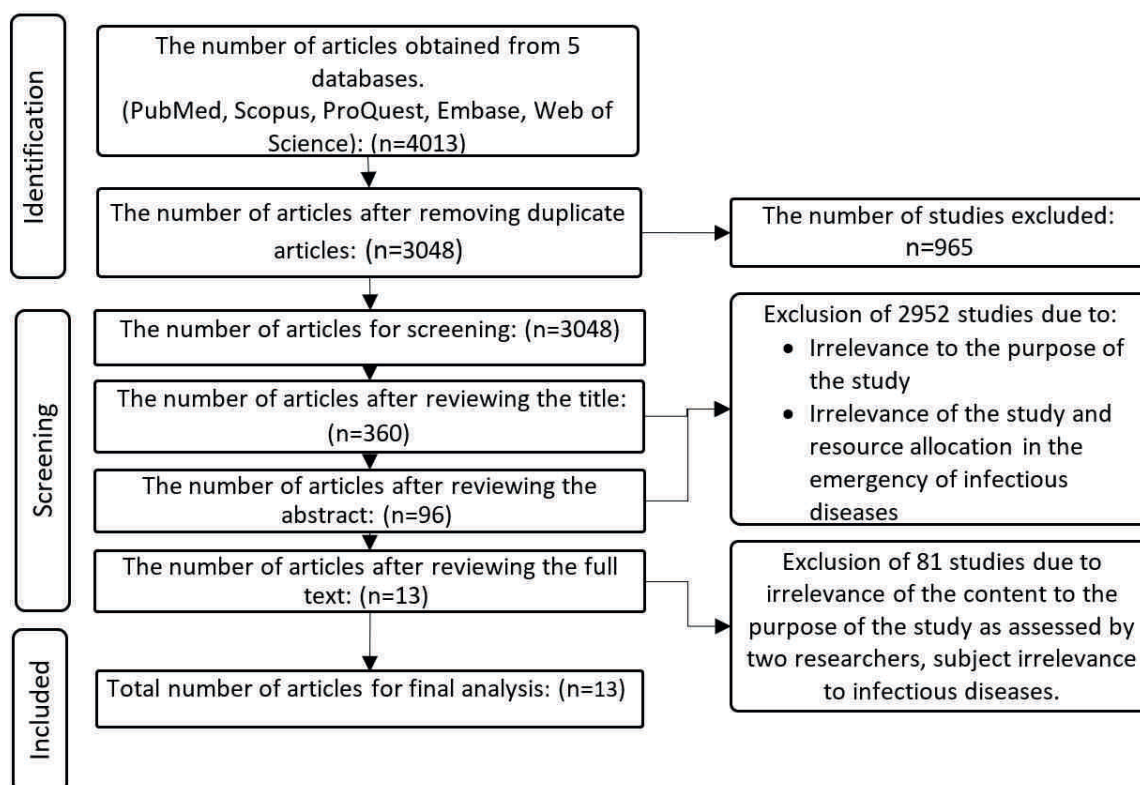 Identification
The number of articles obtained from 5
databases.
(PubMed, Scopus, ProQuest, Embase, Web of
Science): (n=4013)
The number of articles after removing duplicate
articles: (n=3048)
The number of studies excluded:
n=965
Screening
The number of articles for screening: (n=3048)
The number of articles after reviewing the title:
(n=360)
The number of articles after reviewing the
abstract: (n=96)
The number of articles after reviewing the full
text: (n=13)
Exclusion of 2952 studies due to:
• Irrelevance to the purpose of
the study
• Irrelevance of the study and
resource allocation in the
emergency of infectious
diseases
Exclusion of 81 studies due to
irrelevance of the content to the
purpose of the study as assessed by
two researchers, subject irrelevance
to infectious diseases.
Included
Total number of articles for final analysis: (n=13)